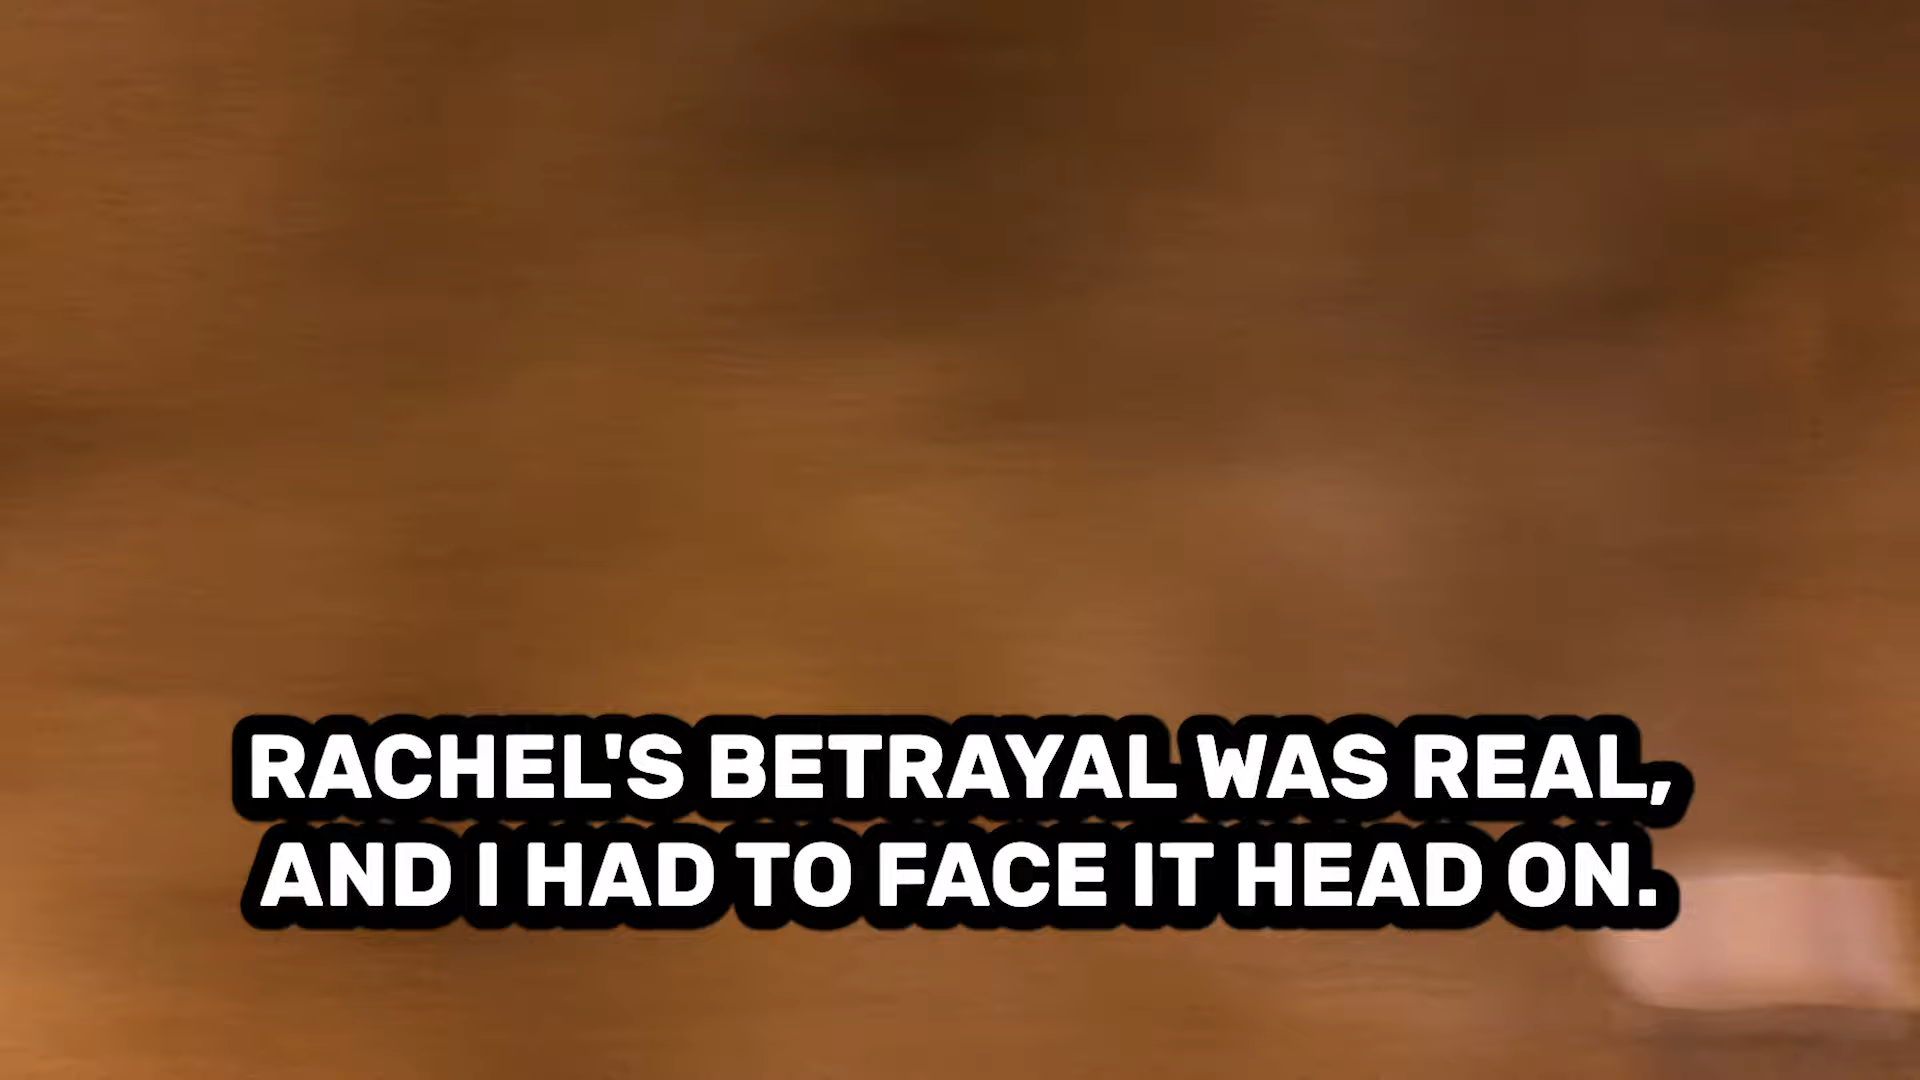 RACHEL'S BETRAYAL WAS REAL,
AND I HAD TO FACE IT HEAD ON.